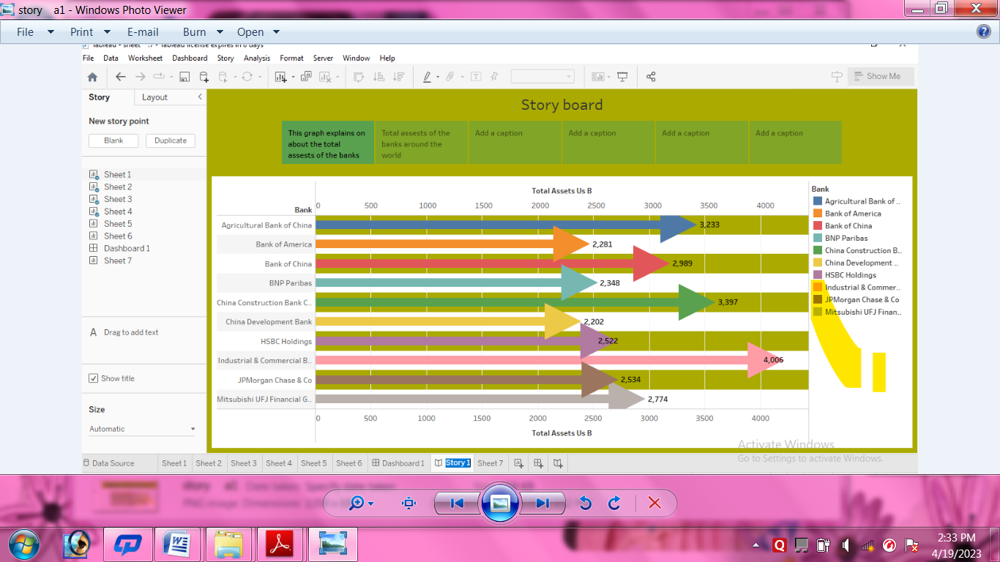 story a1 - Windows Photo Viewer
File Print E-mail Burn Open
Tableau - sheet .7 - Tableau license expires in 8 days
File Data Worksheet Dashboard Story Analysis Format Server Window Help
Show Me
Story Layout
New story point
Blank Duplicate
Sheet 1
Sheet 2
Sheet 3
Sheet 4
Sheet 5
Sheet 6
Dashboard 1
Sheet 7
A Drag to add text
Show title
Size
Automatic
Story board
This graph explains on
about the total
assests of the banks
Total assests of the
banks around the
world
Add a caption
Add a caption
Add a caption
Add a caption
Total Assets Us B
0 500 1000 1500 2000 2500 3000 3500 4000
Bank
Agricultural Bank of China 3,233
Bank of America 2,281
Bank of China 2,989
BNP Paribas 2,348
China Construction Bank C.. 3,397
China Development Bank 2,202
HSBC Holdings 2,522
Industrial & Commercial B.. 4,006
JPMorgan Chase & Co 2,534
Mitsubishi UFJ Financial G.. 2,774
0 500 1000 1500 2000 2500 3000 3500 4000
Total Assets Us B
Bank
Agricultural Bank of ..
Bank of America
Bank of China
BNP Paribas
China Construction B..
China Development ..
HSBC Holdings
Industrial & Commer..
JPMorgan Chase & Co
Mitsubishi UFJ Finan..
Activate Windows
Go to Settings to activate Windows.
Data Source Sheet 1 Sheet 2 Sheet 3 Sheet 4 Sheet 5 Sheet 6 Dashboard 1 Story 1 Sheet 7
story a1 Date taken: Specify date taken
2:33 PM
4/19/2023